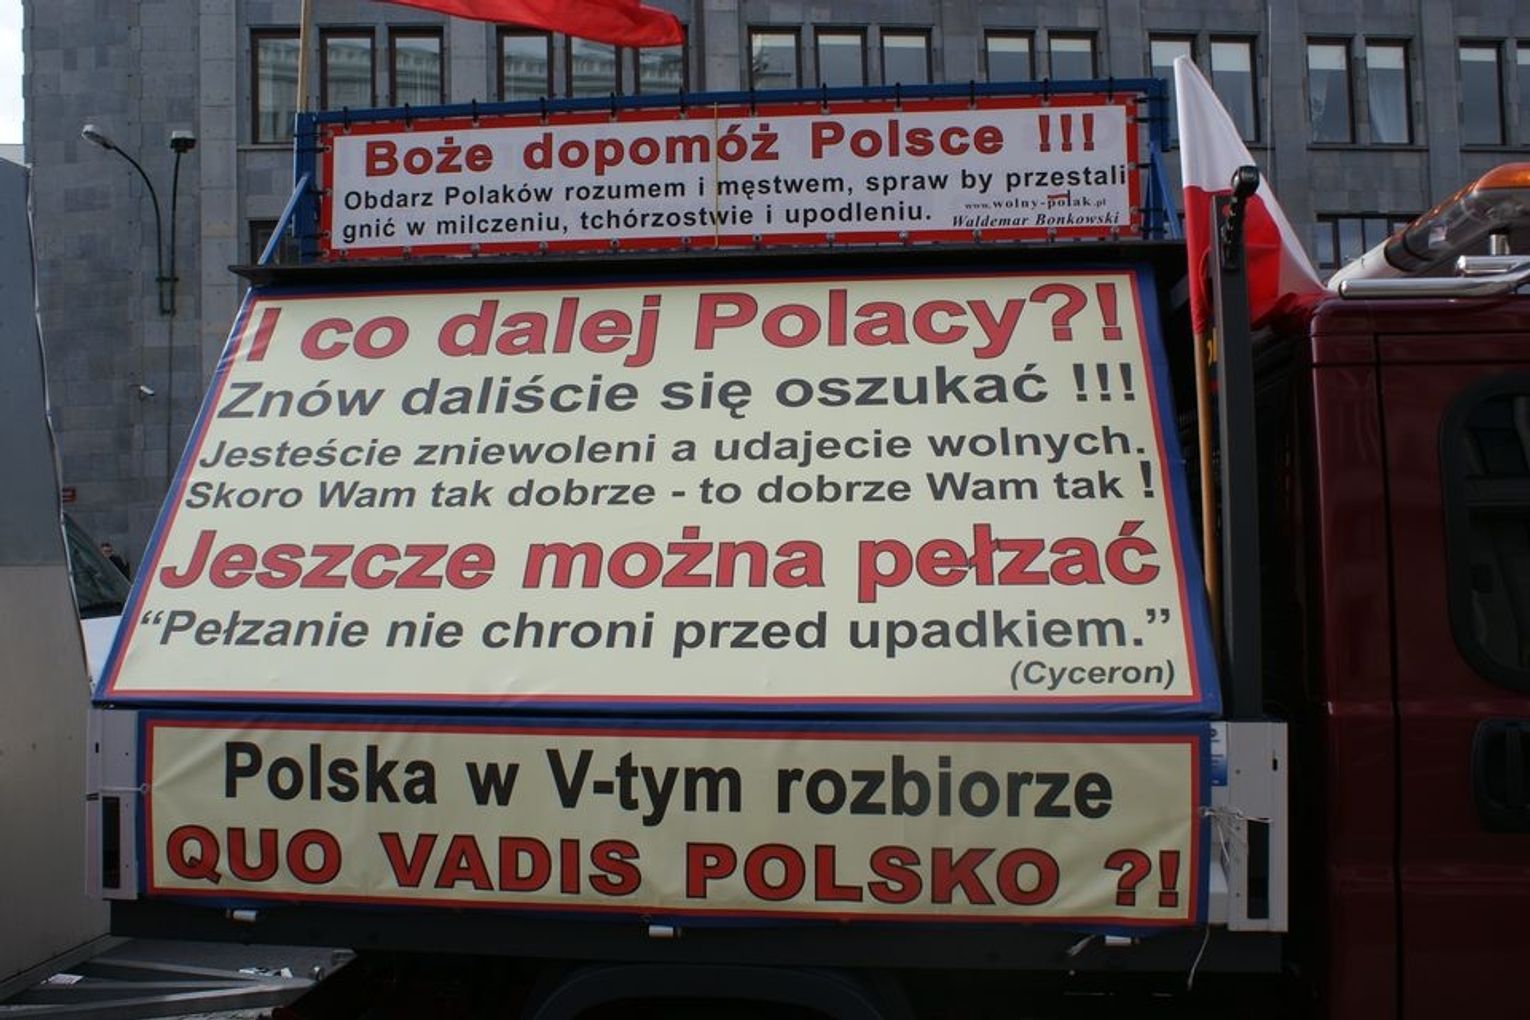 Boże dopomóż Polsce !!!
Obdarz Polaków rozumem i męstwem, spraw by przestali
gnić w milczeniu, tchórzostwie i upodleniu.
www.wolny-polak.pl
Waldemar Bonkowski
I co dalej Polacy?!
Znów daliście się oszukać !!!
Jesteście zniewoleni a udajecie wolnych.
Skoro Wam tak dobrze - to dobrze Wam tak !
Jeszcze można pełzać
“Pełzanie nie chroni przed upadkiem.”
(Cyceron)
Polska w V-tym rozbiorze
QUO VADIS POLSKO ?!